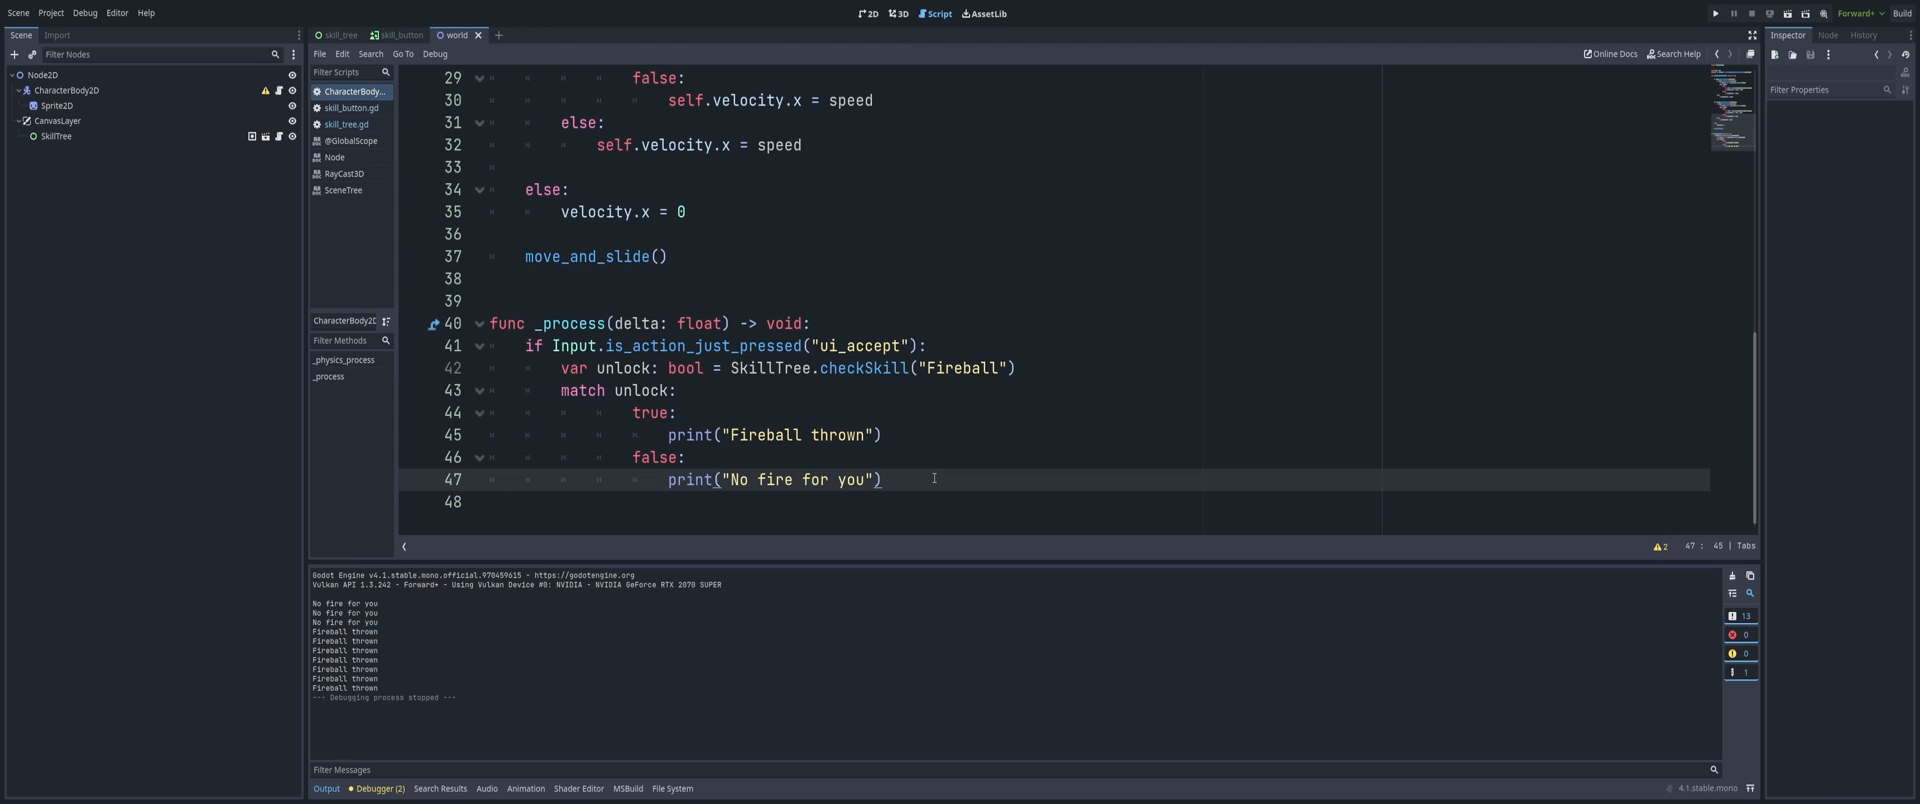 Scene Project Debug Editor Help
2D 3D Script AssetLib
Forward+ Build
Scene Import
Filter Nodes
Node2D
CharacterBody2D
Sprite2D
CanvasLayer
SkillTree
skill_tree skill_button world
File Edit Search Go To Debug
Online Docs Search Help
Filter Scripts
CharacterBody...
skill_button.gd
skill_tree.gd
@GlobalScope
Node
RayCast3D
SceneTree
CharacterBody2D
Filter Methods
_physics_process
_process
29 false:
30 self.velocity.x = speed
31 else:
32 self.velocity.x = speed
33
34 else:
35 velocity.x = 0
36
37 move_and_slide()
38
39
40 func _process(delta: float) -> void:
41 if Input.is_action_just_pressed("ui_accept"):
42 var unlock: bool = SkillTree.checkSkill("Fireball")
43 match unlock:
44 true:
45 print("Fireball thrown")
46 false:
47 print("No fire for you")
48
2 47 : 45 | Tabs
Godot Engine v4.1.stable.mono.official.970459615 - https://godotengine.org
Vulkan API 1.3.242 - Forward+ - Using Vulkan Device #0: NVIDIA - NVIDIA GeForce RTX 2070 SUPER
No fire for you
No fire for you
No fire for you
Fireball thrown
Fireball thrown
Fireball thrown
Fireball thrown
Fireball thrown
Fireball thrown
Fireball thrown
--- Debugging process stopped ---
13
0
0
1
Filter Messages
Output Debugger (2) Search Results Audio Animation Shader Editor MSBuild File System
4.1.stable.mono
Inspector Node History
Filter Properties